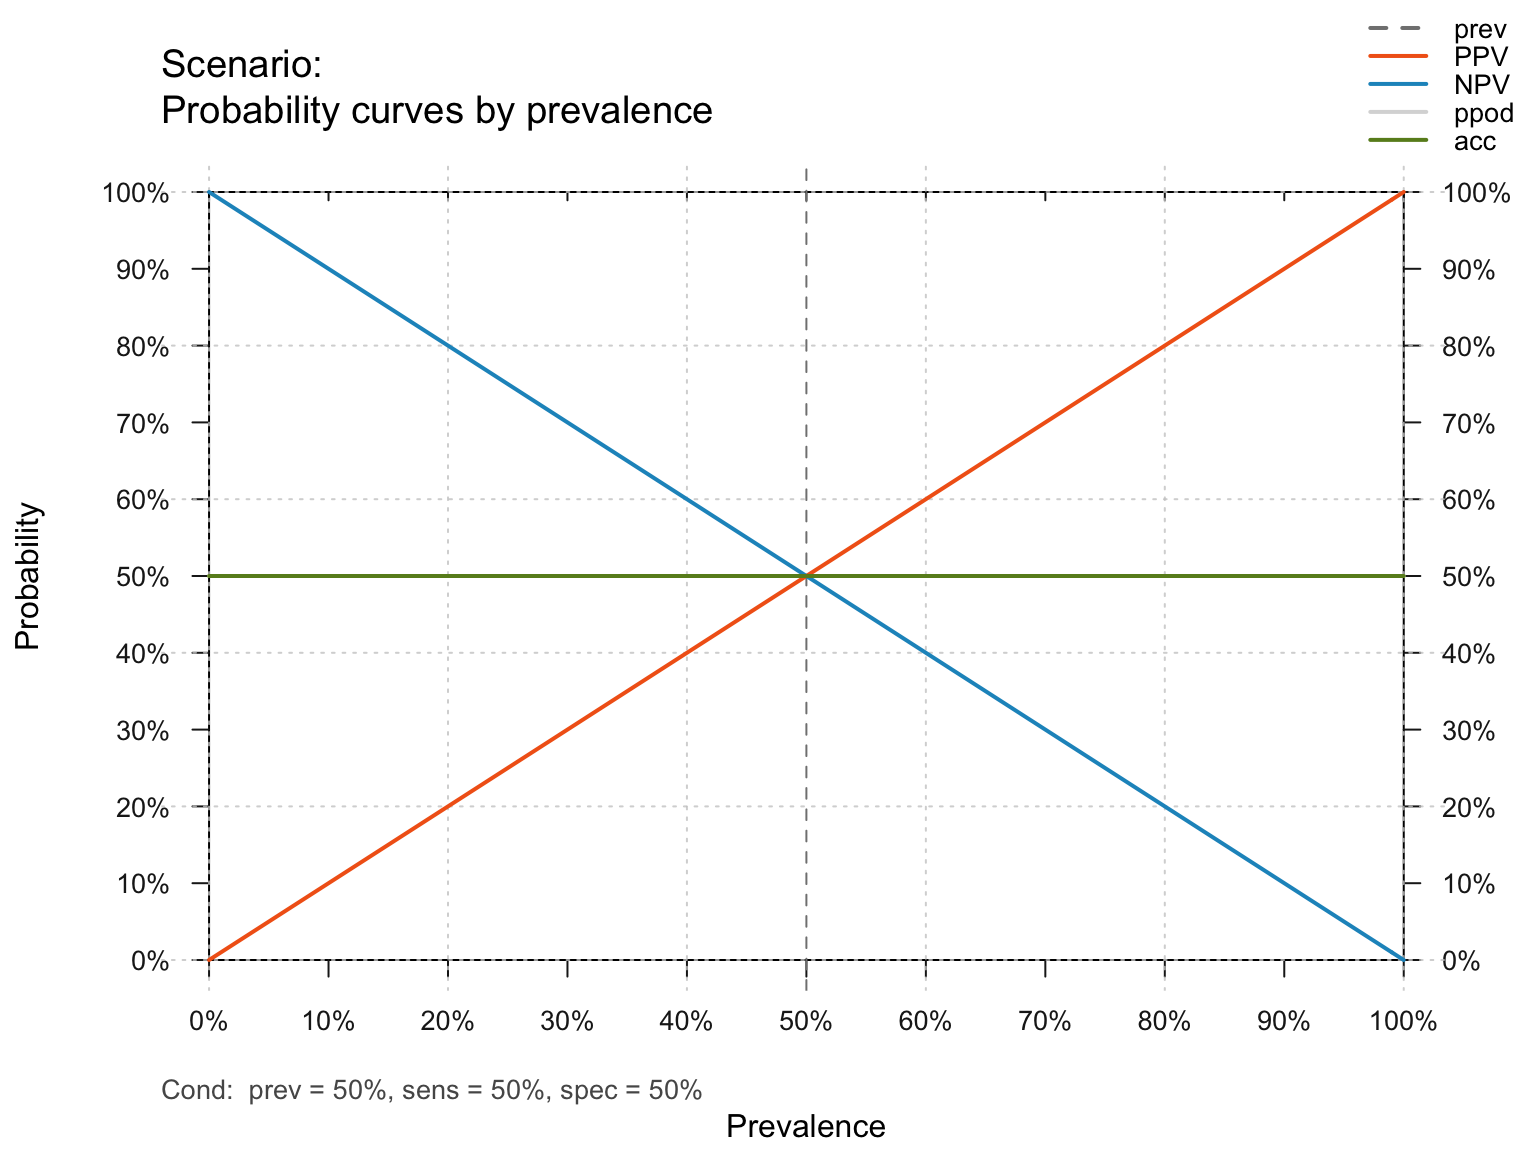 prev
PPV
NPV
ppod
acc
Scenario:
Probability curves by prevalence
100% 100%
90% 90%
80% 80%
70% 70%
60% 60%
50% 50%
40% 40%
30% 30%
20% 20%
10% 10%
0% 0%
Probability
0% 10% 20% 30% 40% 50% 60% 70% 80% 90% 100%
Cond:  prev = 50%, sens = 50%, spec = 50%
Prevalence